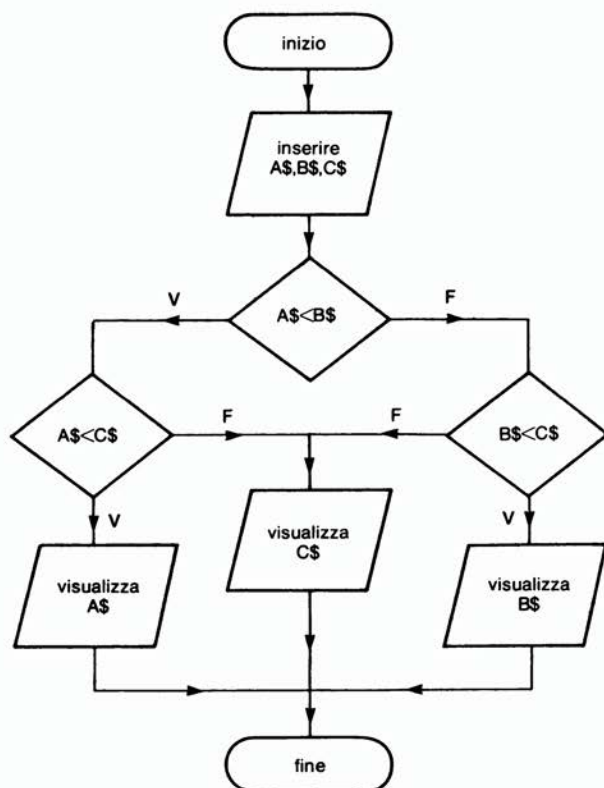 inizio
inserire
A$,B$,C$
V
A$<B$
F
A$<C$
F
F
B$<C$
V
visualizza
A$
visualizza
C$
V
visualizza
B$
fine